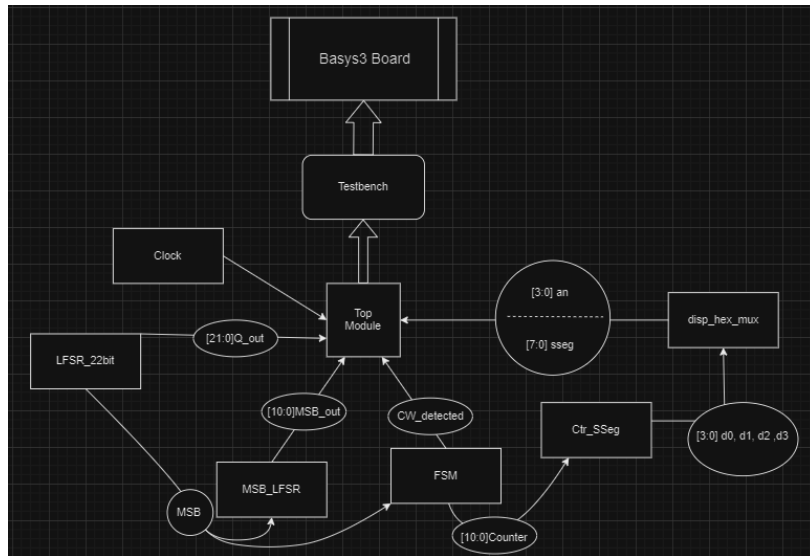 Basys3 Board
Testbench
Clock
Top
Module
[3:0] an
[7:0] sseg
disp_hex_mux
LFSR_22bit
[21:0]Q_out
[10:0]MSB_out
CW_detected
Ctr_SSeg
[3:0] d0, d1, d2 ,d3
MSB_LFSR
FSM
MSB
[10:0]Counter